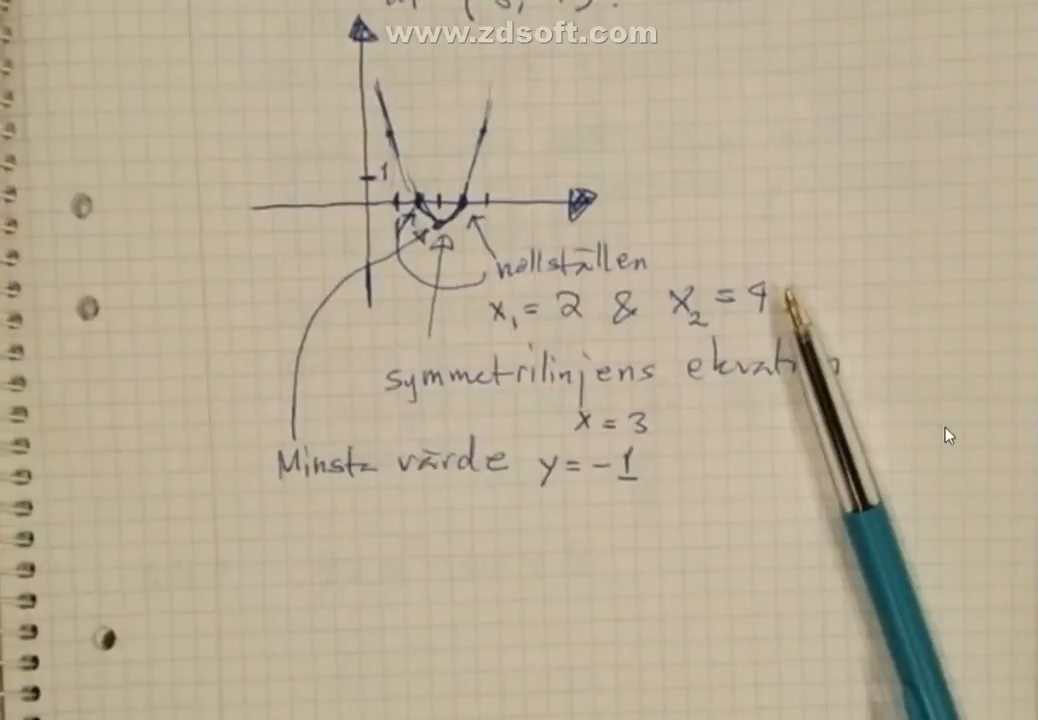 www.zdsoft.com
1
nollställen
x₁ = 2 & x₂ = 4
symmetrilinjens
x = 3
Minsta värde y = -1